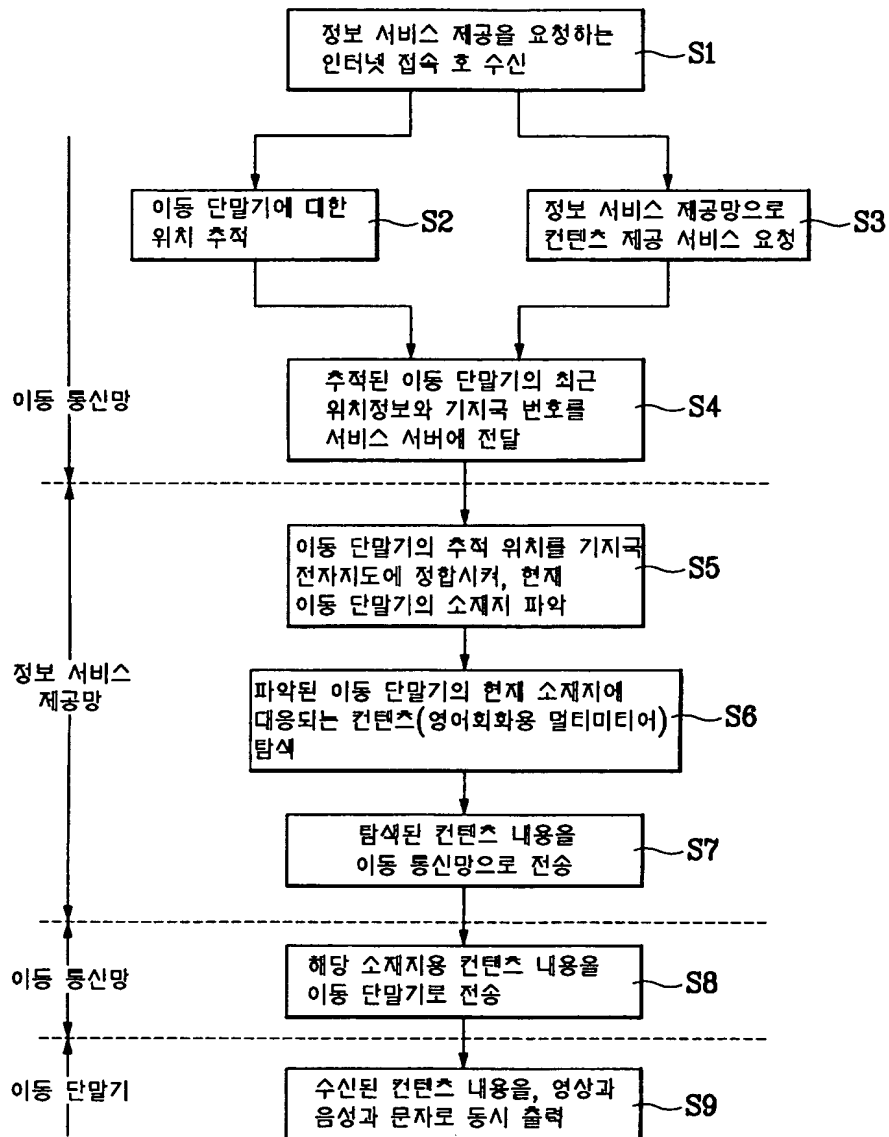 정보 서비스 제공을 요청하는
인터넷 접속 호 수신
S1
이동 단말기에 대한
위치 추적
S2
정보 서비스 제공망으로
컨텐츠 제공 서비스 요청
S3
이동 통신망
추적된 이동 단말기의 최근
위치정보와 기지국 번호를
서비스 서버에 전달
S4
이동 단말기의 추적 위치를 기지국
전자지도에 정합시켜, 현재
이동 단말기의 소재지 파악
S5
정보 서비스
제공망
파악된 이동 단말기의 현재 소재지에
대응되는 컨텐츠(영어회화용 멀티미티어)
탐색
S6
탐색된 컨텐츠 내용을
이동 통신망으로 전송
S7
이동 통신망
해당 소재지용 컨텐츠 내용을
이동 단말기로 전송
S8
이동 단말기
수신된 컨텐츠 내용을, 영상과
음성과 문자로 동시 출력
S9